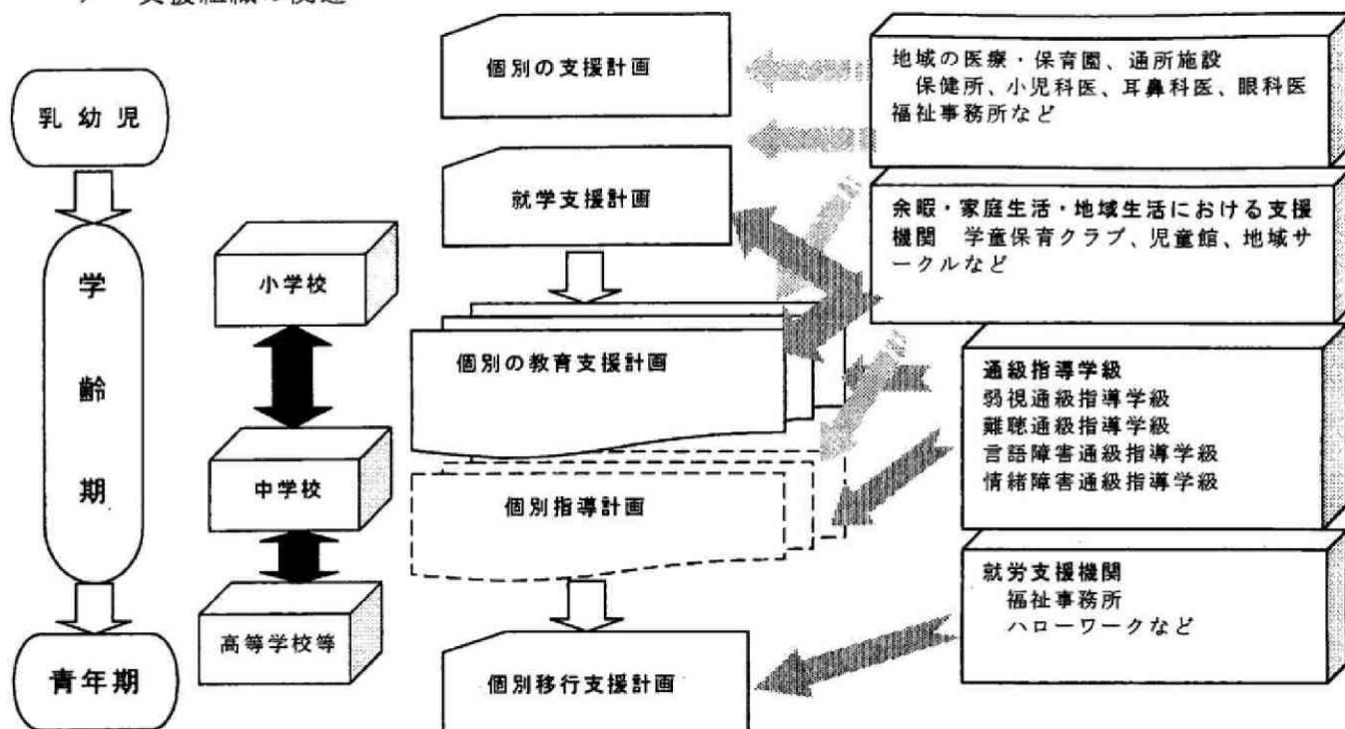 支援組織の関連
乳幼児
学齢期
青年期
小学校
中学校
高等学校等
個別の支援計画
就学支援計画
個別の教育支援計画
個別指導計画
個別移行支援計画
地域の医療・保育園、通所施設
保健所、小児科医、耳鼻科医、眼科医
福祉事務所など
余暇・家庭生活・地域生活における支援
機関　学童保育クラブ、児童館、地域サ
ークルなど
通級指導学級
弱視通級指導学級
難聴通級指導学級
言語障害通級指導学級
情緒障害通級指導学級
就労支援機関
福祉事務所
ハローワークなど